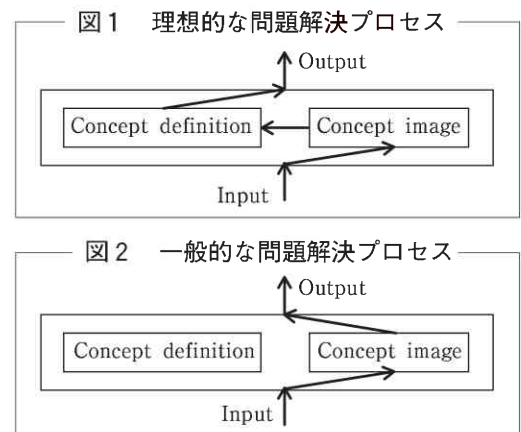 図1 理想的な問題解決プロセス
Output
Concept definition Concept image
Input
図2 一般的な問題解決プロセス
Output
Concept definition Concept image
Input